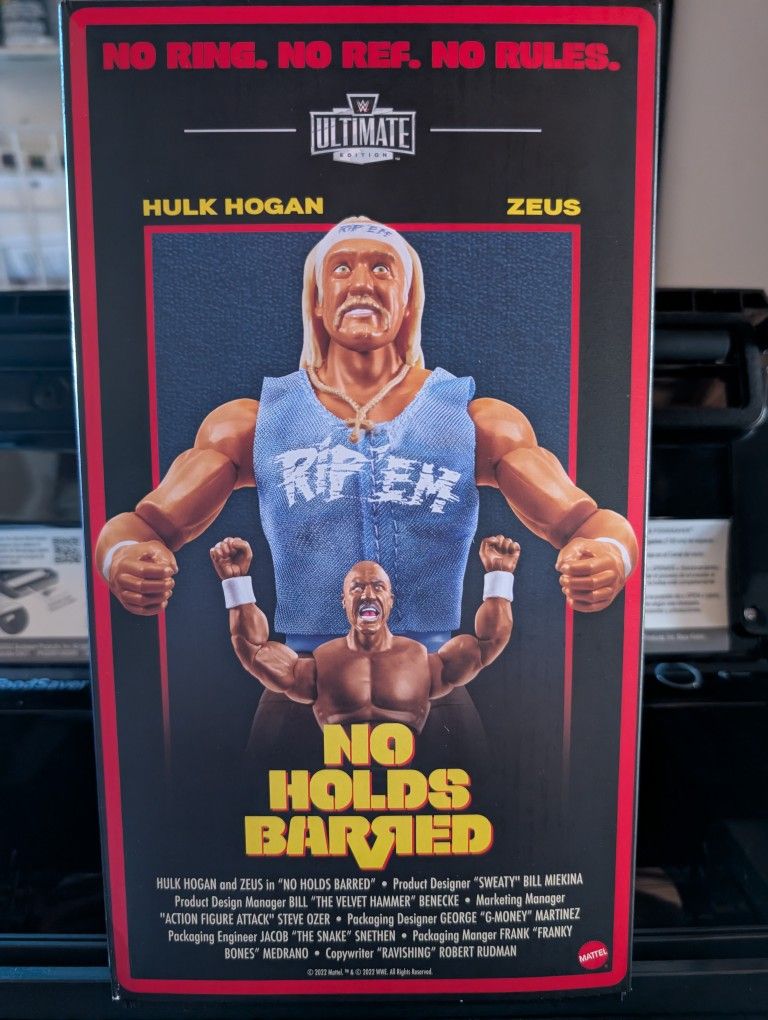 NO RING. NO REF. NO RULES.
W
ULTIMATE
EDITION
HULK HOGAN ZEUS
RIP EM
RIP 'EM
NO
HOLDS
BARRED
HULK HOGAN and ZEUS in "NO HOLDS BARRED" • Product Designer "SWEATY" BILL MIEKINA
Product Design Manager BILL "THE VELVET HAMMER" BENECKE • Marketing Manager
"ACTION FIGURE ATTACK" STEVE OZER • Packaging Designer GEORGE "G-MONEY" MARTINEZ
Packaging Engineer JACOB "THE SNAKE" SNETHEN • Packaging Manger FRANK "FRANKY
BONES" MEDRANO • Copywriter "RAVISHING" ROBERT RUDMAN
© 2022 Mattel. ™ & © 2022 WWE. All Rights Reserved.
MATTEL